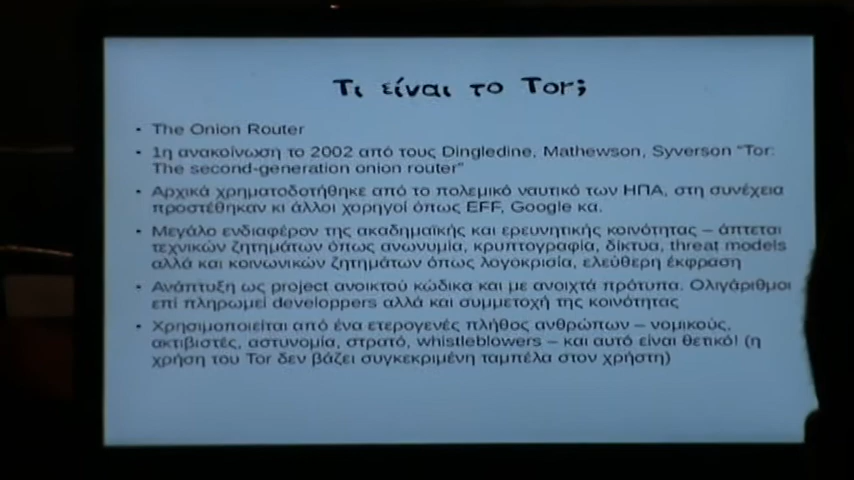 Τι είναι το Tor;
• The Onion Router
• 1η ανακοίνωση το 2002 από τους Dingledine, Mathewson, Syverson “Tor:
The second-generation onion router”
• Αρχικά χρηματοδοτήθηκε από το πολεμικό ναυτικό των ΗΠΑ, στη συνέχεια
προστέθηκαν κι άλλοι χορηγοί όπως EFF, Google κα.
• Μεγάλο ενδιαφέρον της ακαδημαϊκής και ερευνητικής κοινότητας – άπτεται
τεχνικών ζητημάτων όπως ανωνυμία, κρυπτογραφία, δίκτυα, threat models
αλλά και κοινωνικών ζητημάτων όπως λογοκρισία, ελεύθερη έκφραση
• Ανάπτυξη ως project ανοικτού κώδικα και με ανοιχτά πρότυπα. Ολιγάριθμοι
επί πληρωμεί developpers αλλά και συμμετοχή της κοινότητας
• Χρησιμοποιείται από ένα ετερογενές πλήθος ανθρώπων – νομικούς,
ακτιβιστές, αστυνομία, στρατό, whistleblowers – και αυτό είναι θετικό! (η
χρήση του Tor δεν βάζει συγκεκριμένη ταμπέλα στον χρήστη)